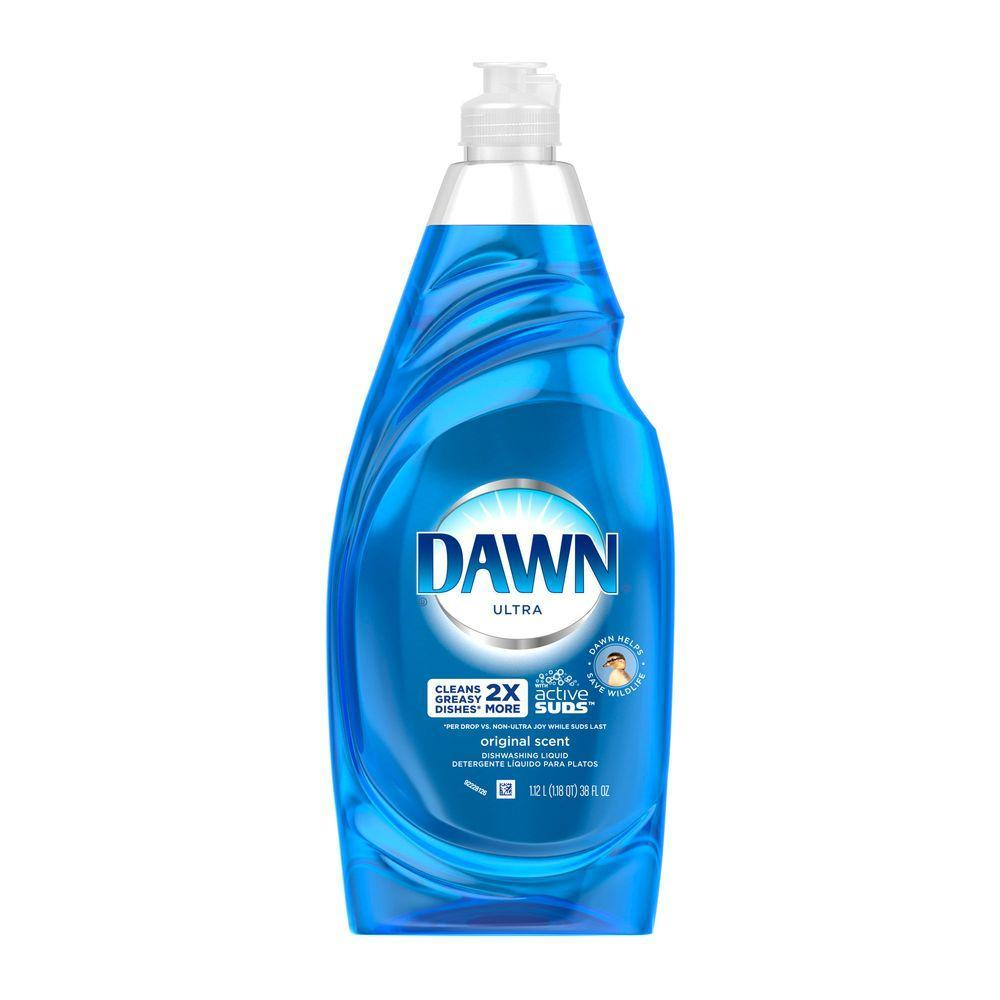 DAWN
ULTRA
DAWN HELPS
SAVE WILDLIFE
CLEANS
GREASY
DISHES*
2X
MORE
WITH
active
SUDS™
*PER DROP VS. NON-ULTRA JOY WHILE SUDS LAST
original scent
DISHWASHING LIQUID
DETERGENTE LÍQUIDO PARA PLATOS
92228126
1.12 L (1.18 QT) 38 FL OZ